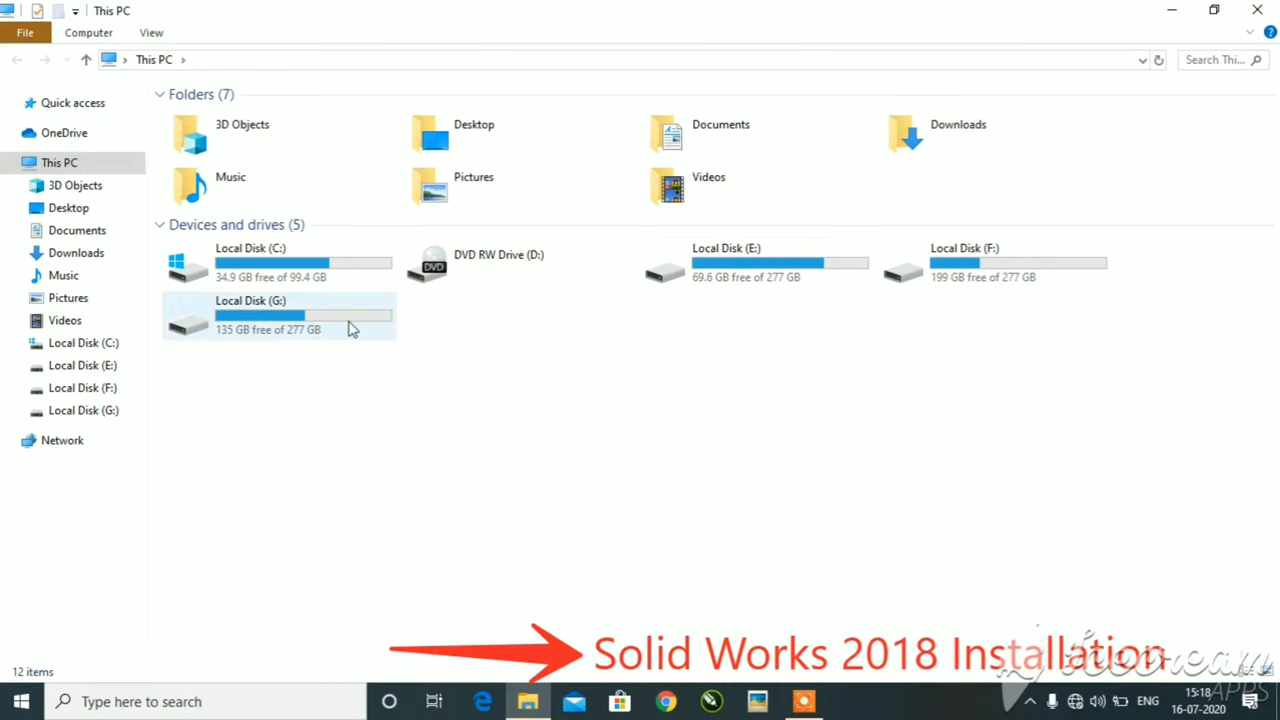 This PC
File
Computer
View
This PC
Search Thi...
Quick access
OneDrive
This PC
3D Objects
Desktop
Documents
Downloads
Music
Pictures
Videos
Local Disk (C:)
Local Disk (E:)
Local Disk (F:)
Local Disk (G:)
Network
Folders (7)
3D Objects
Desktop
Documents
Downloads
Music
Pictures
Videos
Devices and drives (5)
Local Disk (C:)
34.9 GB free of 99.4 GB
DVD RW Drive (D:)
DVD
Local Disk (E:)
69.6 GB free of 277 GB
Local Disk (F:)
199 GB free of 277 GB
Local Disk (G:)
135 GB free of 277 GB
Solid Works 2018 Installation
APPS
12 items
Type here to search
ENG
15:18
16-07-2020